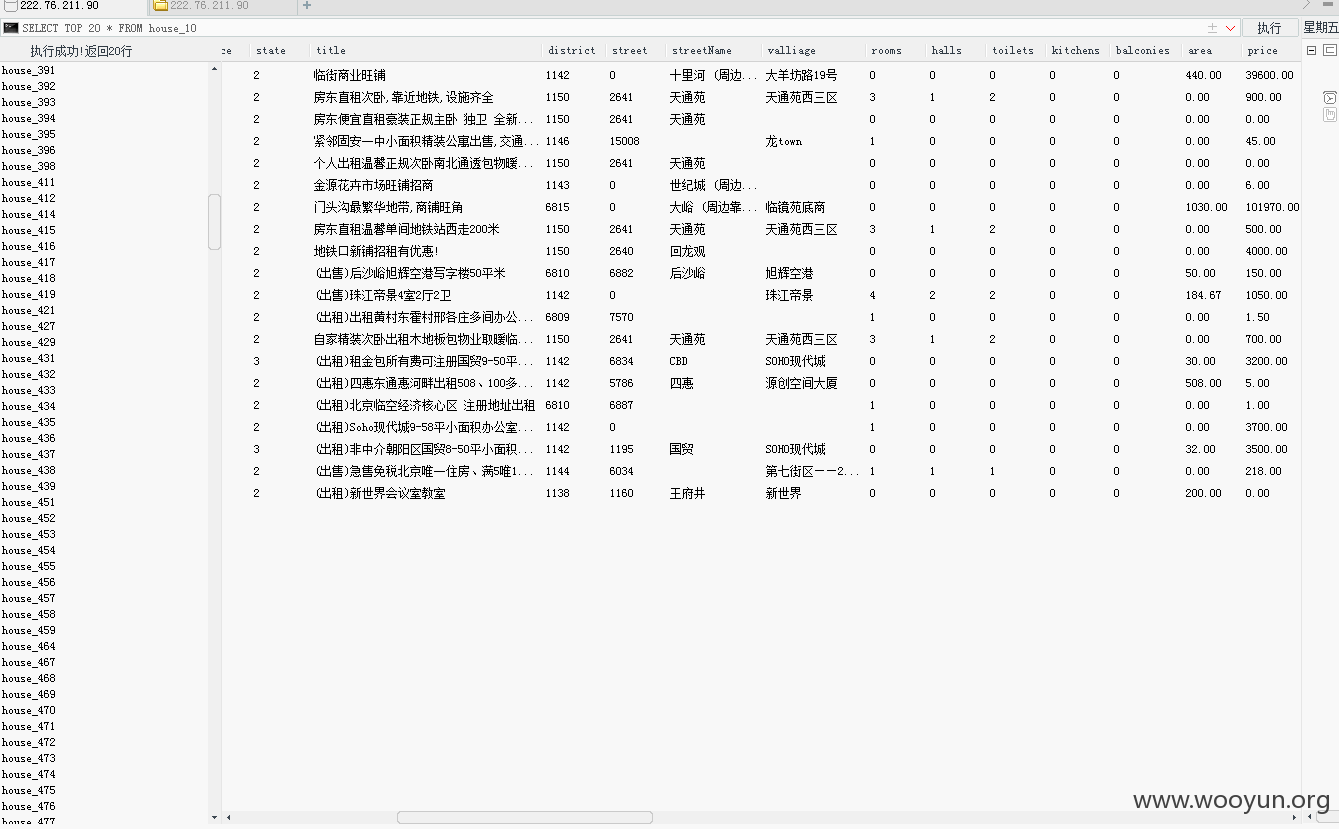 222.76.211.90 222.76.211.90 +
SELECT TOP 20 * FROM house_10 执行 星期五
执行成功!返回20行
ce state title district street streetName valliage rooms halls toilets kitchens balconies area price
2 临街商业旺铺 1142 0 十里河 (周边... 大羊坊路19号 0 0 0 0 0 440.00 39600.00
2 房东直租次卧,靠近地铁,设施齐全 1150 2641 天通苑 天通苑西三区 3 1 2 0 0 0.00 900.00
2 房东便宜直租豪装正规主卧 独卫 全新... 1150 2641 天通苑 0 0 0 0 0 0.00 0.00
2 紧邻固安一中小面积精装公寓出售,交通... 1146 15008 龙town 1 0 0 0 0 0.00 45.00
2 个人出租温馨正规次卧南北通透包物暖... 1150 2641 天通苑 0 0 0 0 0 0.00 0.00
2 金源花卉市场旺铺招商 1143 0 世纪城 (周边... 0 0 0 0 0 0.00 6.00
2 门头沟最繁华地带,商铺旺角 6815 0 大峪 (周边靠... 临镜苑底商 0 0 0 0 0 1030.00 101970.00
2 房东直租温馨单间地铁站西走200米 1150 2641 天通苑 天通苑西三区 3 1 2 0 0 0.00 500.00
2 地铁口新铺招租有优惠! 1150 2640 回龙观 0 0 0 0 0 0.00 4000.00
2 (出售)后沙峪旭辉空港写字楼50平米 6810 6882 后沙峪 旭辉空港 0 0 0 0 0 50.00 150.00
2 (出售)珠江帝景4室2厅2卫 1142 0 珠江帝景 4 2 2 0 0 184.67 1050.00
2 (出租)出租黄村东霍村邢各庄多间办公... 6809 7570 1 0 0 0 0 0.00 1.50
2 自家精装次卧出租木地板包物业取暖临... 1150 2641 天通苑 天通苑西三区 3 1 2 0 0 0.00 700.00
3 (出租)租金包所有费可注册国贸9-50平... 1142 6834 CBD SOHO现代城 0 0 0 0 0 30.00 3200.00
2 (出租)四惠东通惠河畔出租508、100多... 1142 5786 四惠 源创空间大厦 0 0 0 0 0 508.00 5.00
2 (出租)北京临空经济核心区 注册地址出租 6810 6887 1 0 0 0 0 0.00 1.00
2 (出租)Soho现代城9-58平小面积办公室... 1142 0 1 0 0 0 0 0.00 3700.00
3 (出租)非中介朝阳区国贸8-50平小面积... 1142 1195 国贸 SOHO现代城 0 0 0 0 0 32.00 3500.00
2 (出售)急售免税北京唯一住房、满5唯1... 1144 6034 第七街区——2... 1 1 1 0 0 0.00 218.00
2 (出租)新世界会议室教室 1138 1160 王府井 新世界 0 0 0 0 0 200.00 0.00
house_391
house_392
house_393
house_394
house_395
house_396
house_398
house_411
house_412
house_414
house_415
house_416
house_417
house_418
house_419
house_421
house_427
house_429
house_431
house_432
house_433
house_434
house_435
house_436
house_437
house_438
house_439
house_451
house_452
house_453
house_454
house_455
house_456
house_457
house_458
house_459
house_464
house_467
house_468
house_469
house_470
house_471
house_472
house_473
house_474
house_475
house_476
house_477
www.wooyun.org